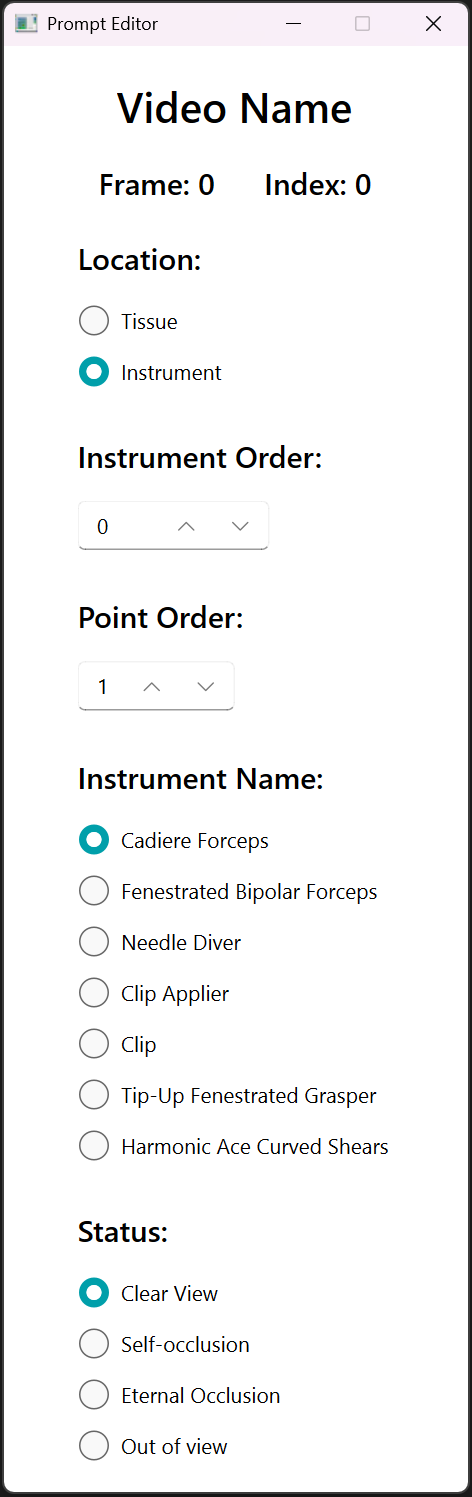 Prompt Editor
Video Name
Frame: 0 Index: 0
Location:
Tissue
Instrument
Instrument Order:
0
Point Order:
1
Instrument Name:
Cadiere Forceps
Fenestrated Bipolar Forceps
Needle Diver
Clip Applier
Clip
Tip-Up Fenestrated Grasper
Harmonic Ace Curved Shears
Status:
Clear View
Self-occlusion
Eternal Occlusion
Out of view